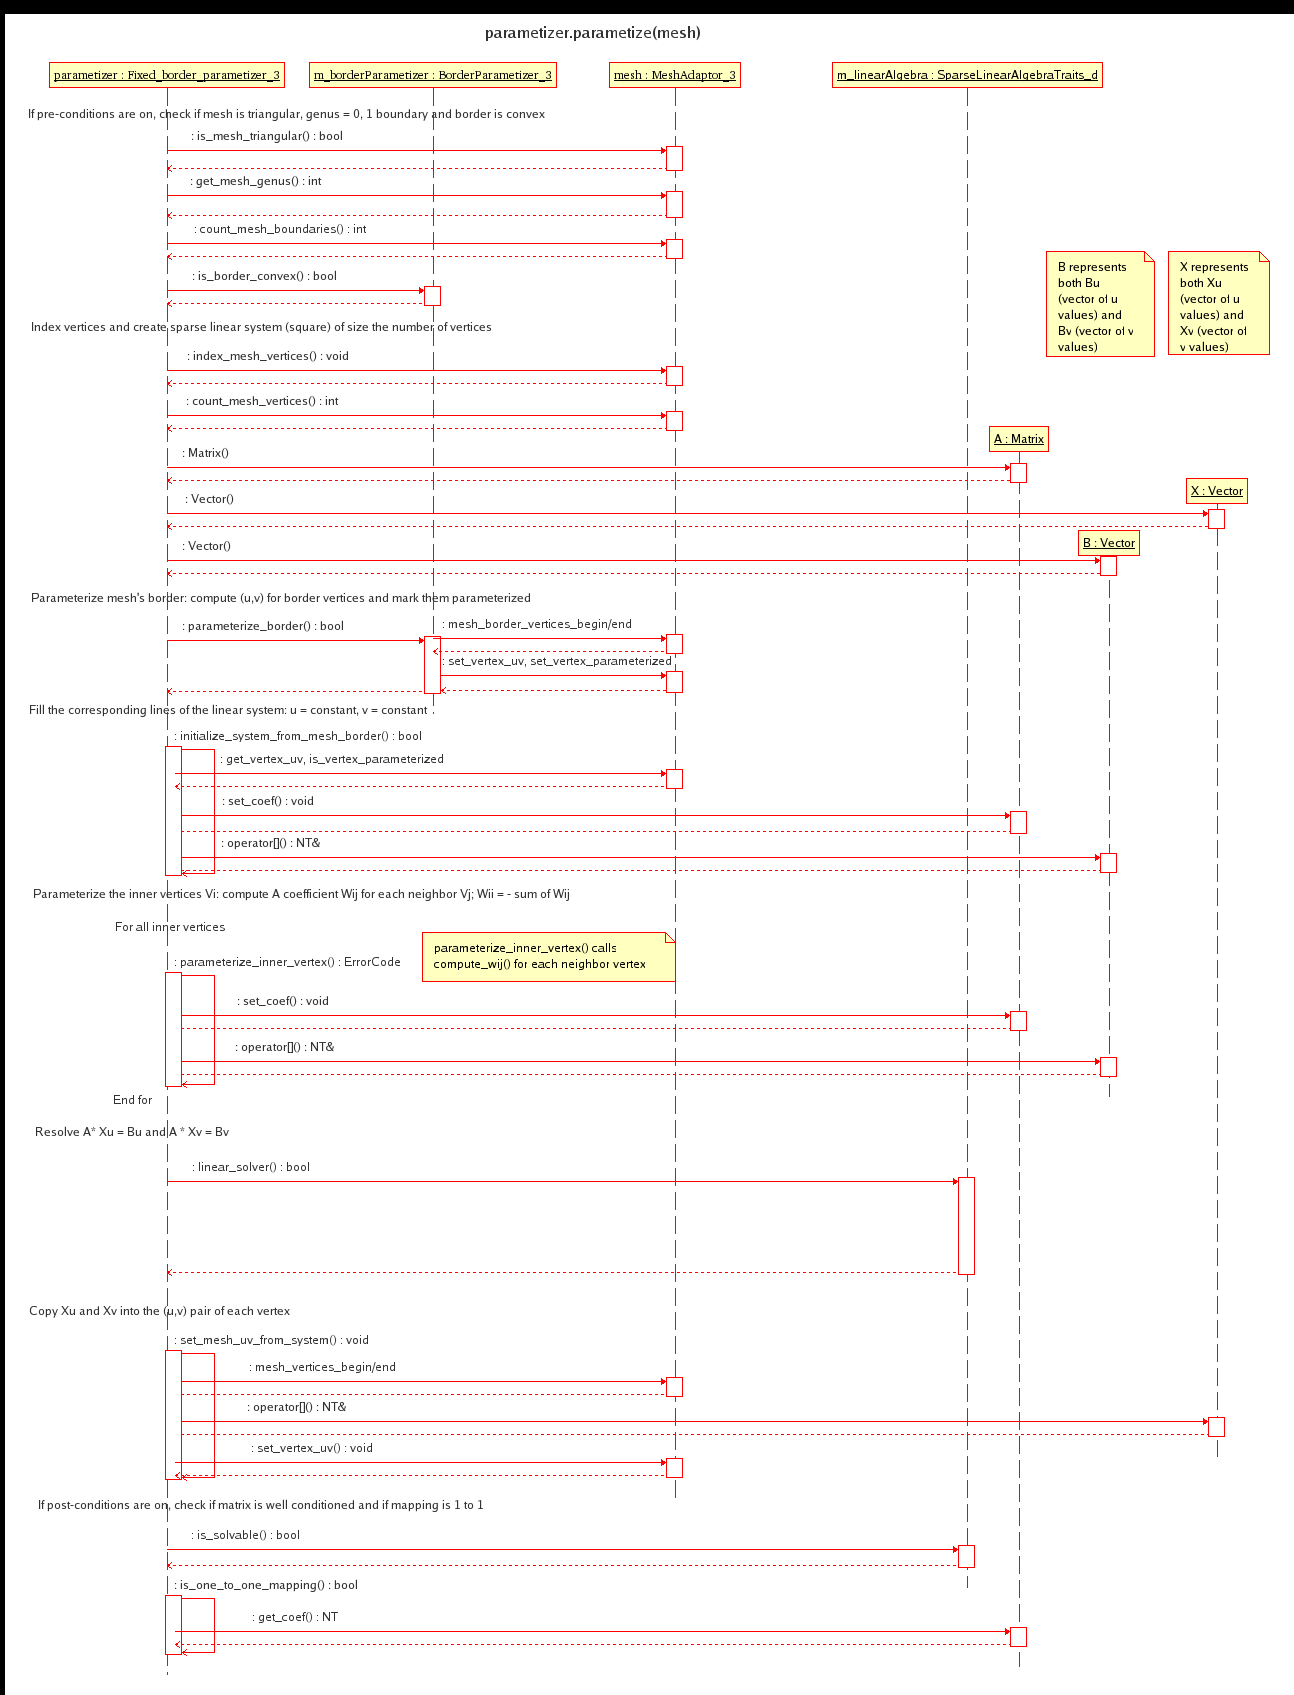 parametizer.parametize(mesh)
parametizer : Fixed_border_parametizer_3
m_borderParametizer : BorderParametizer_3
mesh : MeshAdaptor_3
m_linearAlgebra : SparseLinearAlgebraTraits_d
If pre-conditions are on, check if mesh is triangular, genus = 0, 1 boundary and border is convex
: is_mesh_triangular() : bool
: get_mesh_genus() : int
: count_mesh_boundaries() : int
: is_border_convex() : bool
B represents
both Bu
(vector of u
values) and
Bv (vector of v
values)
X represents
both Xu
(vector of u
values) and
Xv (vector of
v values)
Index vertices and create sparse linear system (square) of size the number of vertices
: index_mesh_vertices() : void
: count_mesh_vertices() : int
A : Matrix
: Matrix()
X : Vector
: Vector()
B : Vector
: Vector()
Parameterize mesh's border: compute (u,v) for border vertices and mark them parameterized
: parameterize_border() : bool
: mesh_border_vertices_begin/end
: set_vertex_uv, set_vertex_parameterized
Fill the corresponding lines of the linear system: u = constant, v = constant .
: initialize_system_from_mesh_border() : bool
: get_vertex_uv, is_vertex_parameterized
: set_coef() : void
: operator[]() : NT&
Parameterize the inner vertices Vi: compute A coefficient Wij for each neighbor Vj; Wii = - sum of Wij
For all inner vertices
parameterize_inner_vertex() calls
compute_wij() for each neighbor vertex
: parameterize_inner_vertex() : ErrorCode
: set_coef() : void
: operator[]() : NT&
End for
Resolve A* Xu = Bu and A * Xv = Bv
: linear_solver() : bool
Copy Xu and Xv into the (u,v) pair of each vertex
: set_mesh_uv_from_system() : void
: mesh_vertices_begin/end
: operator[]() : NT&
: set_vertex_uv() : void
If post-conditions are on, check if matrix is well conditioned and if mapping is 1 to 1
: is_solvable() : bool
: is_one_to_one_mapping() : bool
: get_coef() : NT